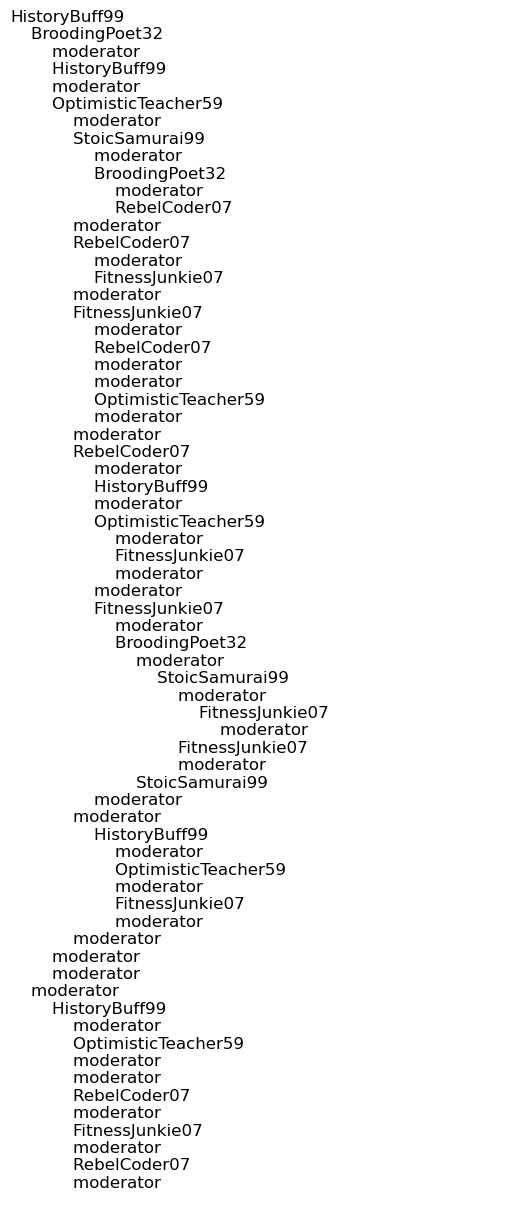 HistoryBuff99
    BroodingPoet32
        moderator
        HistoryBuff99
        moderator
        OptimisticTeacher59
            moderator
            StoicSamurai99
                moderator
                BroodingPoet32
                    moderator
                    RebelCoder07
            moderator
            RebelCoder07
                moderator
                FitnessJunkie07
            moderator
            FitnessJunkie07
                moderator
                RebelCoder07
                moderator
                moderator
                OptimisticTeacher59
                moderator
            moderator
            RebelCoder07
                moderator
                HistoryBuff99
                moderator
                OptimisticTeacher59
                    moderator
                    FitnessJunkie07
                    moderator
                moderator
                FitnessJunkie07
                    moderator
                    BroodingPoet32
                        moderator
                            StoicSamurai99
                                moderator
                                    FitnessJunkie07
                                        moderator
                                FitnessJunkie07
                                moderator
                        StoicSamurai99
                moderator
            moderator
                HistoryBuff99
                    moderator
                    OptimisticTeacher59
                    moderator
                    FitnessJunkie07
                    moderator
            moderator
        moderator
        moderator
    moderator
        HistoryBuff99
            moderator
            OptimisticTeacher59
            moderator
            moderator
            RebelCoder07
            moderator
            FitnessJunkie07
            moderator
            RebelCoder07
            moderator